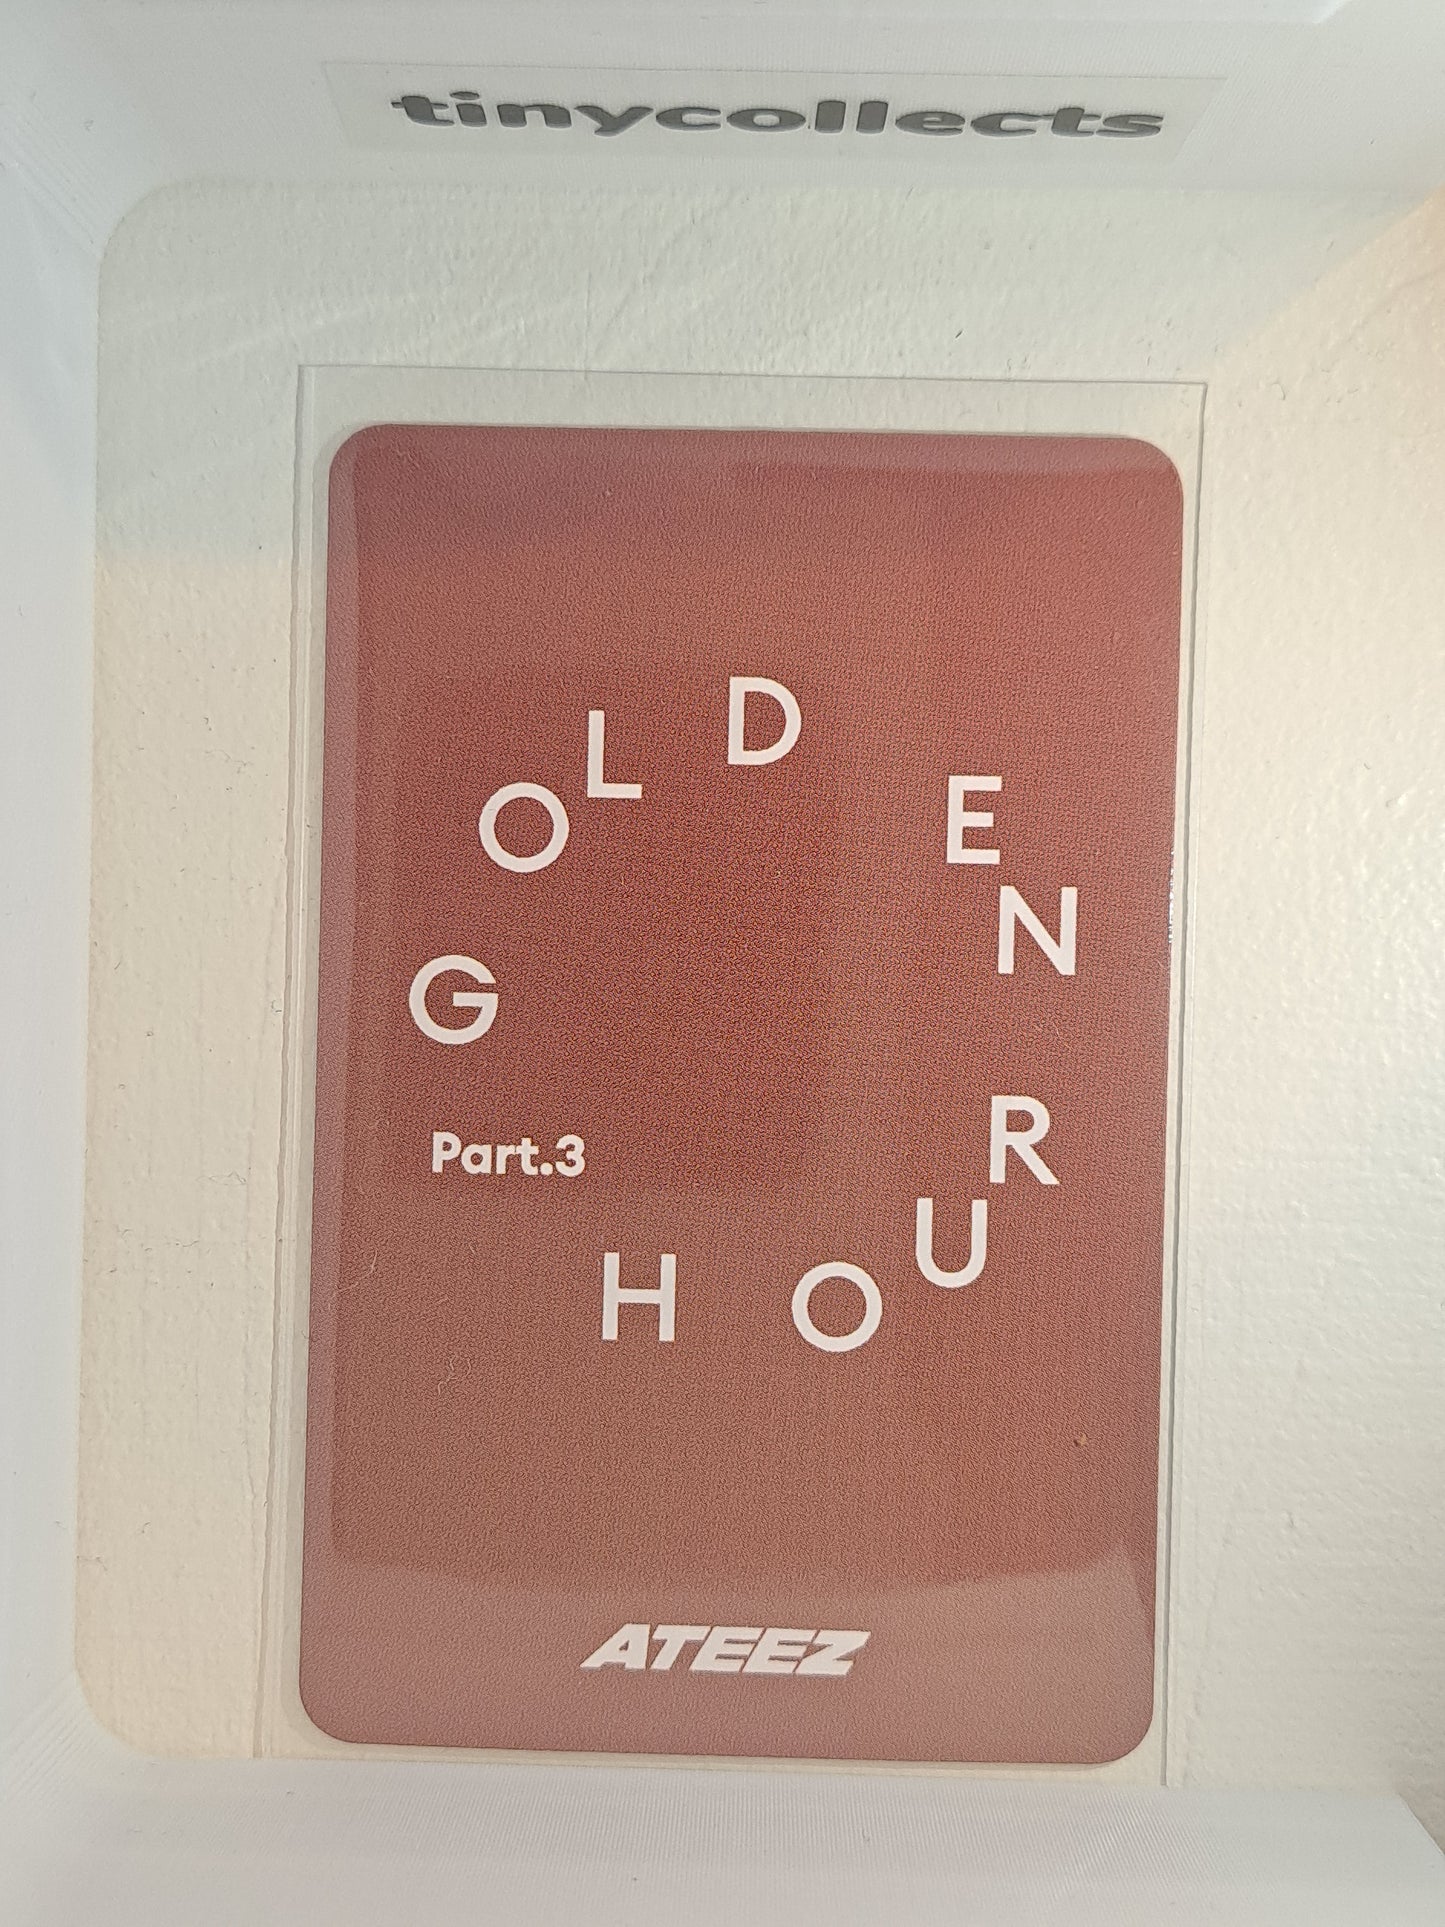 tinycollects
GOLDEN
Part.3
HOUR
ATEEZ